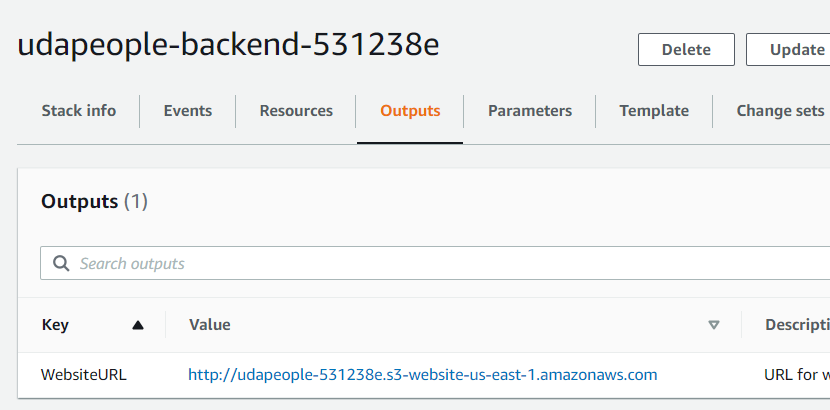 udapeople-backend-531238e
Delete
Update
Stack info
Events
Resources
Outputs
Parameters
Template
Change sets
Outputs (1)
Search outputs
Key
Value
WebsiteURL
http://udapeople-531238e.s3-website-us-east-1.amazonaws.com
URL for